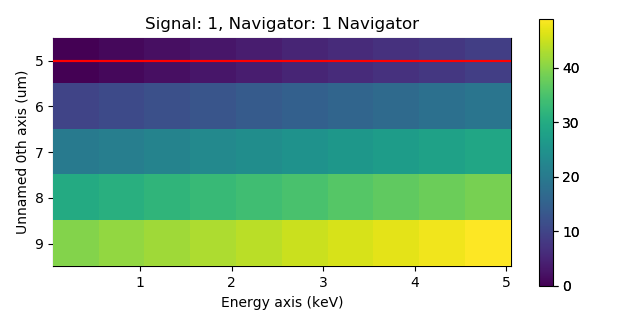 Signal: 1, Navigator: 1 Navigator
Unnamed 0th axis (um)
5
6
7
8
9
1 2 3 4 5
Energy axis (keV)
40
30
20
10
0